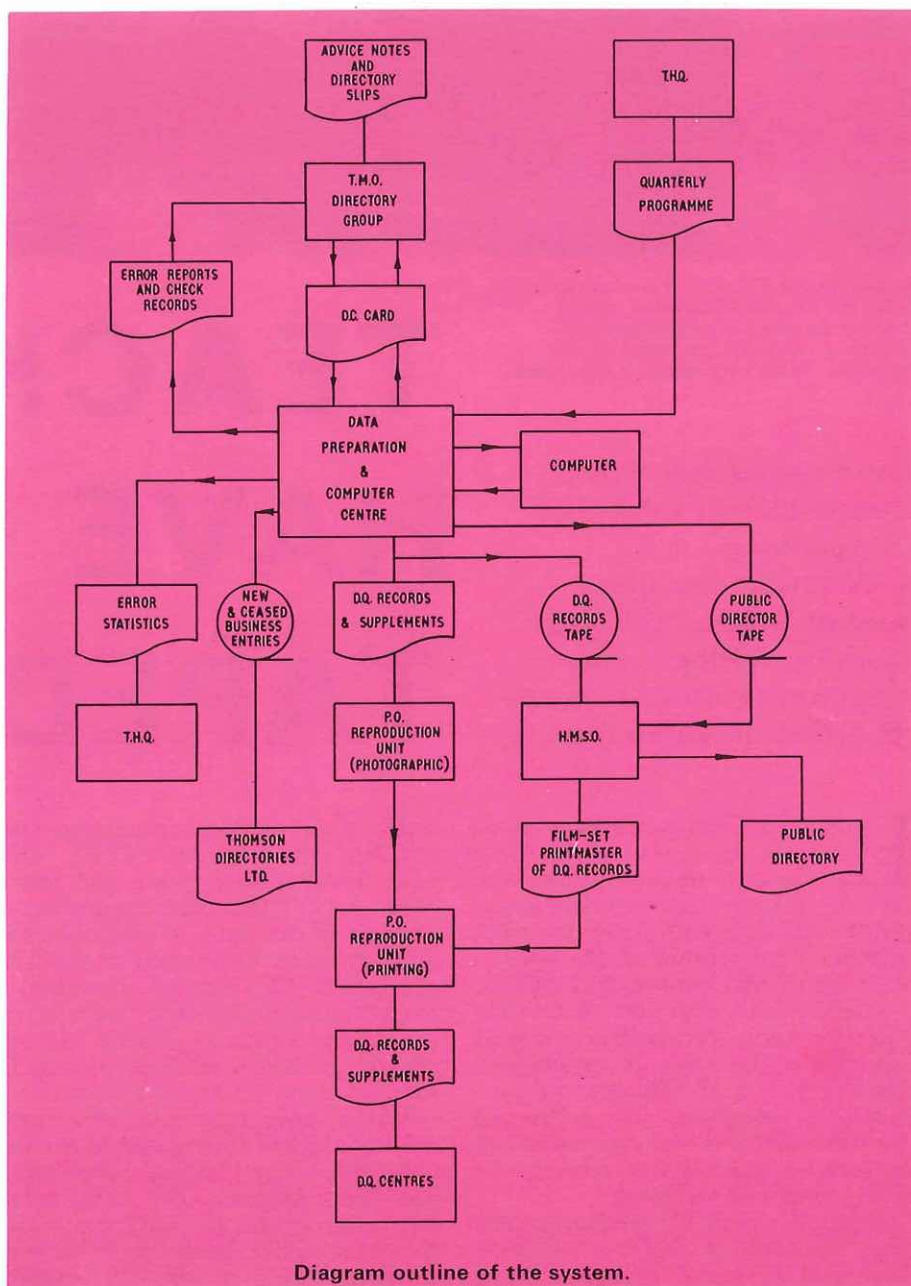 ADVICE NOTES
AND
DIRECTORY
SLIPS
T.H.Q.
T.M.O.
DIRECTORY
GROUP
QUARTERLY
PROGRAMME
ERROR REPORTS
AND CHECK
RECORDS
D.C. CARD
DATA
PREPARATION
&
COMPUTER
CENTRE
COMPUTER
ERROR
STATISTICS
NEW
& CEASED
BUSINESS
ENTRIES
D.Q. RECORDS
& SUPPLEMENTS
D.Q.
RECORDS
TAPE
PUBLIC
DIRECTOR
TAPE
T.H.Q.
P.O.
REPRODUCTION
UNIT
(PHOTOGRAPHIC)
H.M.S.O.
THOMSON
DIRECTORIES
LTD.
FILM-SET
PRINTMASTER
OF D.Q. RECORDS
PUBLIC
DIRECTORY
P.O.
REPRODUCTION
UNIT
(PRINTING)
D.Q. RECORDS
&
SUPPLEMENTS
D.Q. CENTRES
Diagram outline of the system.